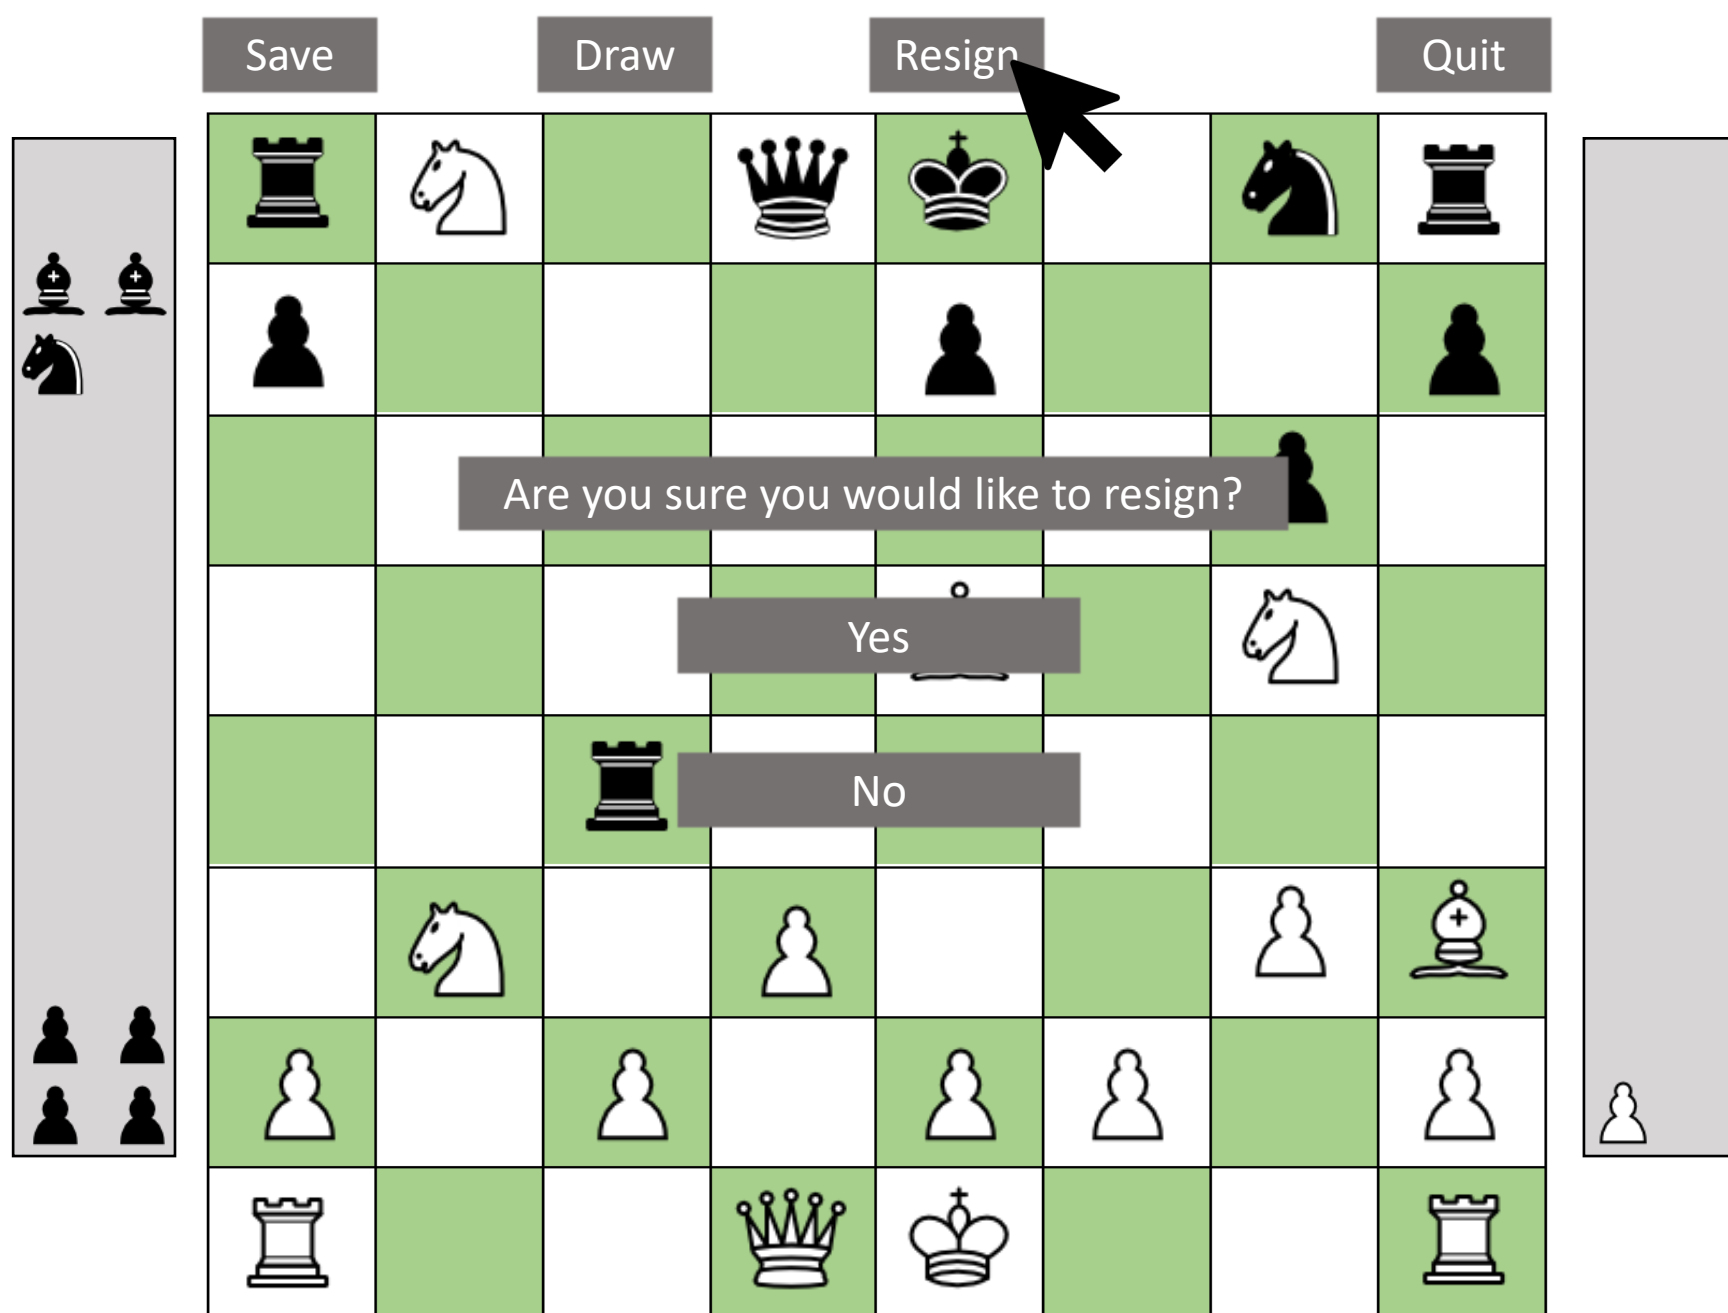 Save
Draw
Resign
Quit
Are you sure you would like to resign?
Yes
No